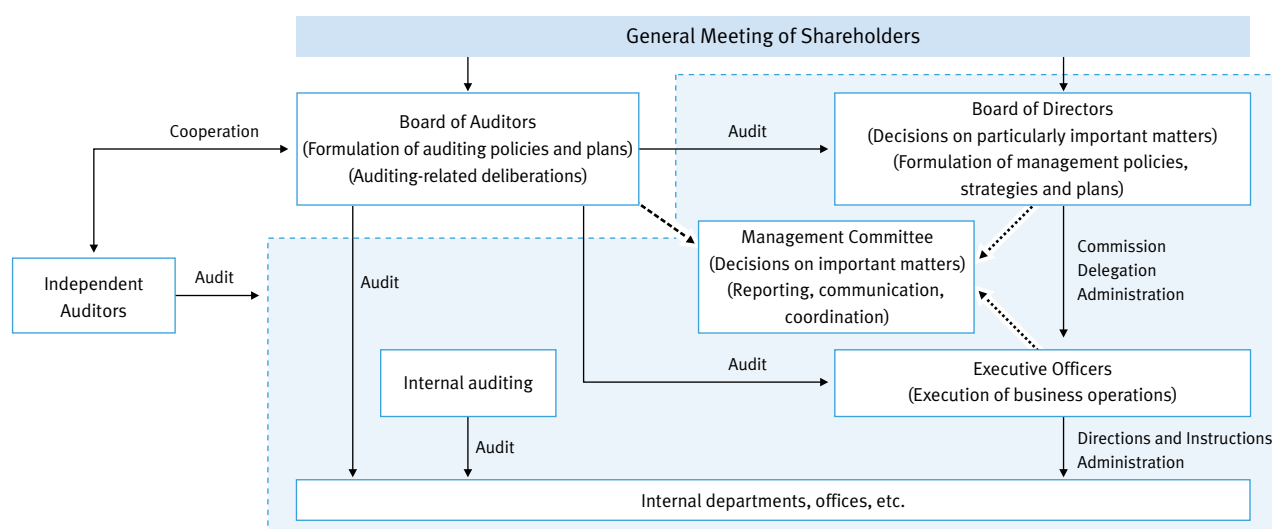 General Meeting of Shareholders
Board of Auditors
(Formulation of auditing policies and plans)
(Auditing-related deliberations)
Board of Directors
(Decisions on particularly important matters)
(Formulation of management policies,
strategies and plans)
Cooperation
Audit
Management Committee
(Decisions on important matters)
(Reporting, communication,
coordination)
Commission
Delegation
Administration
Independent
Auditors
Audit
Audit
Internal auditing
Audit
Executive Officers
(Execution of business operations)
Audit
Directions and Instructions
Administration
Internal departments, offices, etc.